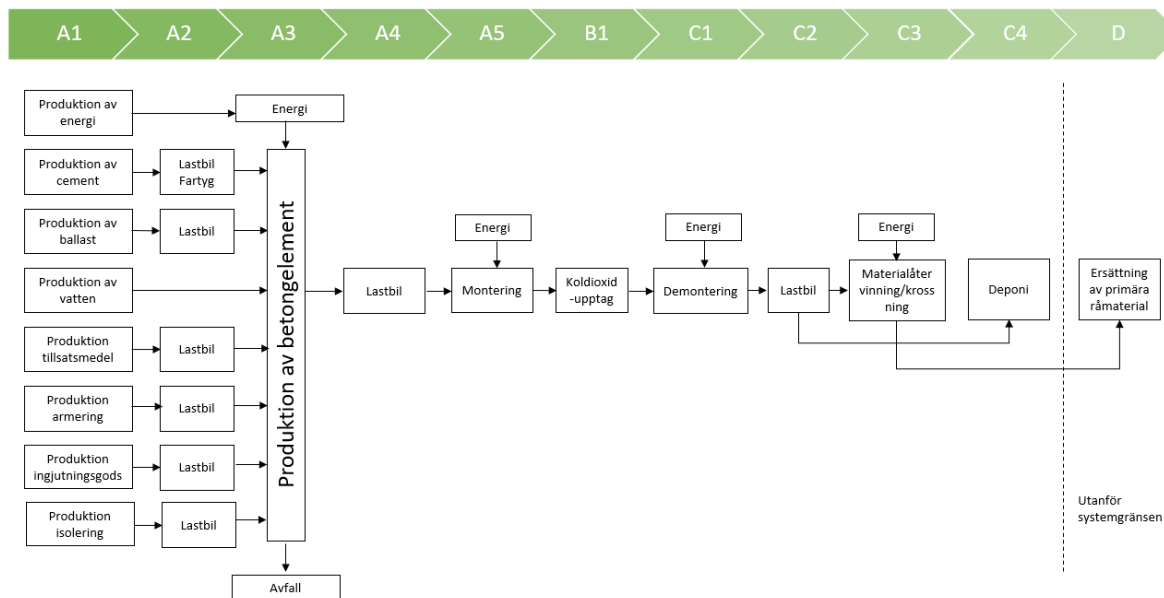 A1
A2
A3
A4
A5
B1
C1
C2
C3
C4
D
Produktion av
energi
Energi
Produktion av
cement
Lastbil
Fartyg
Produktion av
ballast
Lastbil
Produktion av
vatten
Produktion
tillsatsmedel
Lastbil
Produktion
armering
Lastbil
Produktion
ingjutningsgods
Lastbil
Produktion
isolering
Lastbil
Produktion av betongelement
Avfall
Lastbil
Energi
Montering
Koldioxid
-upptag
Energi
Demontering
Lastbil
Energi
Materialåter
vinning/kross
ning
Deponi
Ersättning
av primära
råmaterial
Utanför
systemgränsen